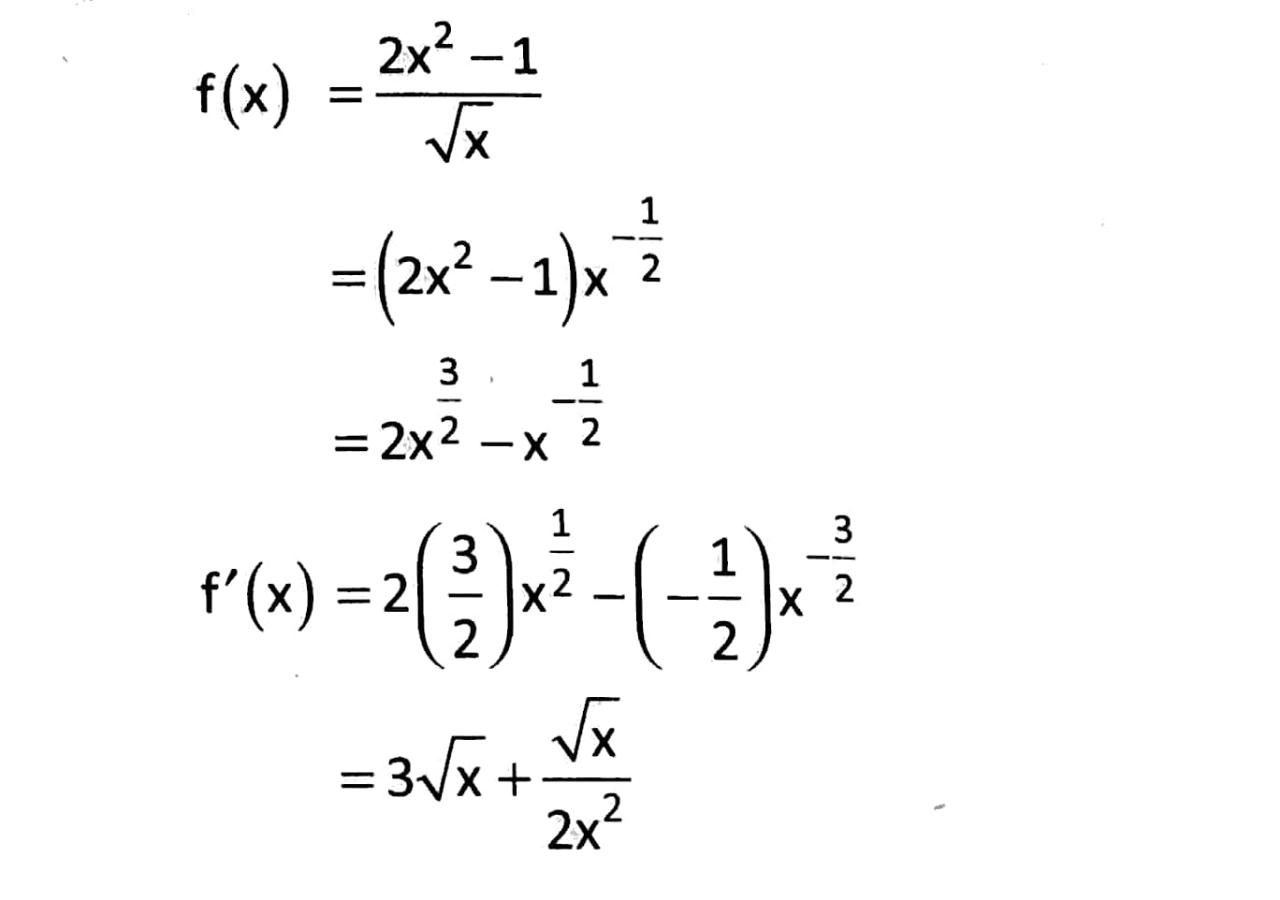 f(x) = (2x² − 1)/√x
= (2x² − 1)x^(−1/2)
= 2x^(3/2) − x^(−1/2)
f′(x) = 2(3/2)x^(1/2) − (−1/2)x^(−3/2)
= 3√x + √x/(2x²)